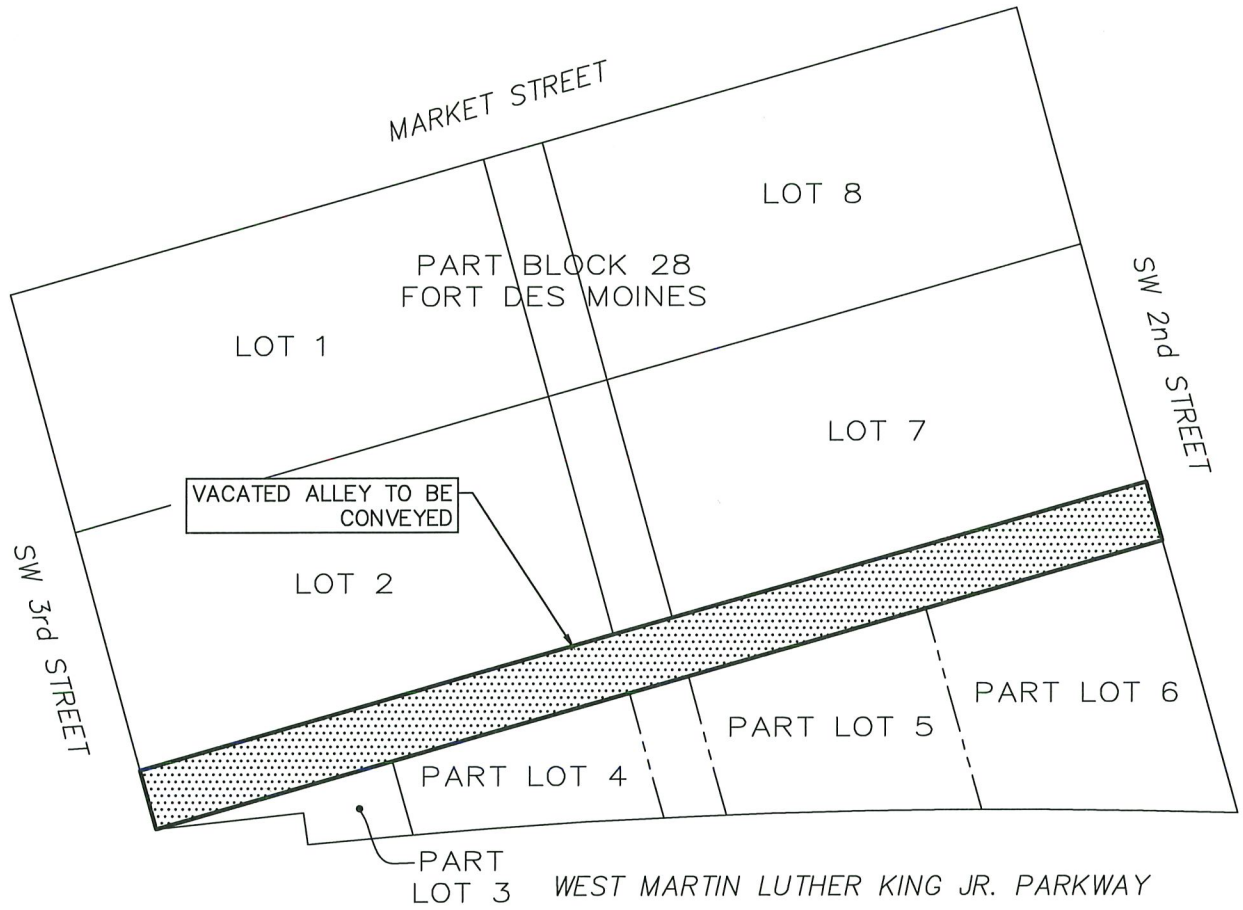 MARKET STREET
LOT 8
PART BLOCK 28
FORT DES MOINES
LOT 1
SW 2nd STREET
LOT 7
VACATED ALLEY TO BE
CONVEYED
SW 3rd STREET
LOT 2
PART LOT 6
PART LOT 5
PART LOT 4
PART
LOT 3
WEST MARTIN LUTHER KING JR. PARKWAY